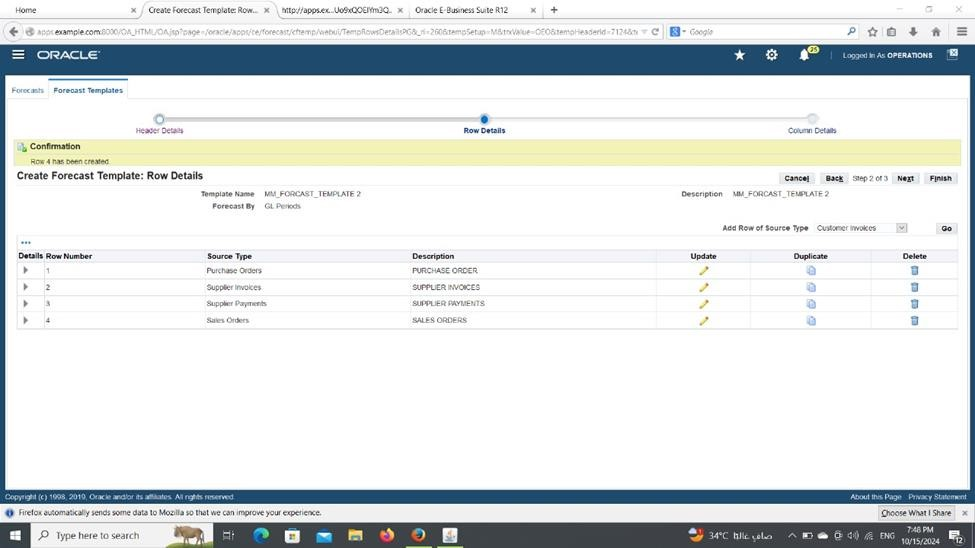 Home
Create Forecast Template: Row...
http://apps.ex...Uo9xQOEIYm3Q..
Oracle E-Business Suite R12
apps.example.com:8000/OA_HTML/OA.jsp?page=/oracle/apps/ce/forecast/cftemp/webui/TempRowsDetailsPG&_ri=260&tempSetup=M&trxValue=OEO&tempHeaderId=7124&t
Google
ORACLE
35
Logged In As OPERATIONS
Forecasts
Forecast Templates
Header Details
Row Details
Column Details
Confirmation
Row 4 has been created.
Create Forecast Template: Row Details
Cancel Back Step 2 of 3 Next Finish
Template Name MM_FORCAST_TEMPLATE 2 Description MM_FORCAST_TEMPLATE 2
Forecast By GL Periods
Add Row of Source Type Customer Invoices Go
Details Row Number Source Type Description Update Duplicate Delete
1 Purchase Orders PURCHASE ORDER
2 Supplier Invoices SUPPLIER INVOICES
3 Supplier Payments SUPPLIER PAYMENTS
4 Sales Orders SALES ORDERS
Copyright (c) 1998, 2019, Oracle and/or its affiliates. All rights reserved.
About this Page Privacy Statement
Firefox automatically sends some data to Mozilla so that we can improve your experience.
Choose What I Share
Type here to search
34°C
7:48 PM
10/15/2024